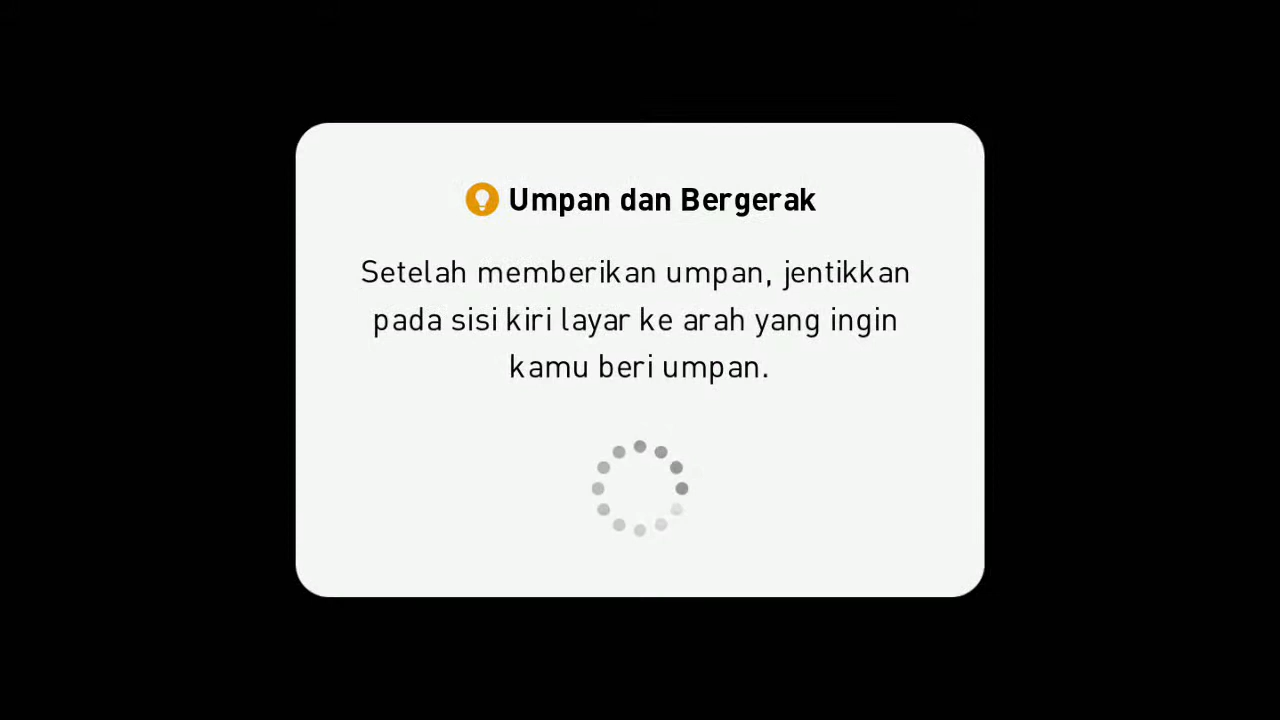 Umpan dan Bergerak
Setelah memberikan umpan, jentikkan
pada sisi kiri layar ke arah yang ingin
kamu beri umpan.